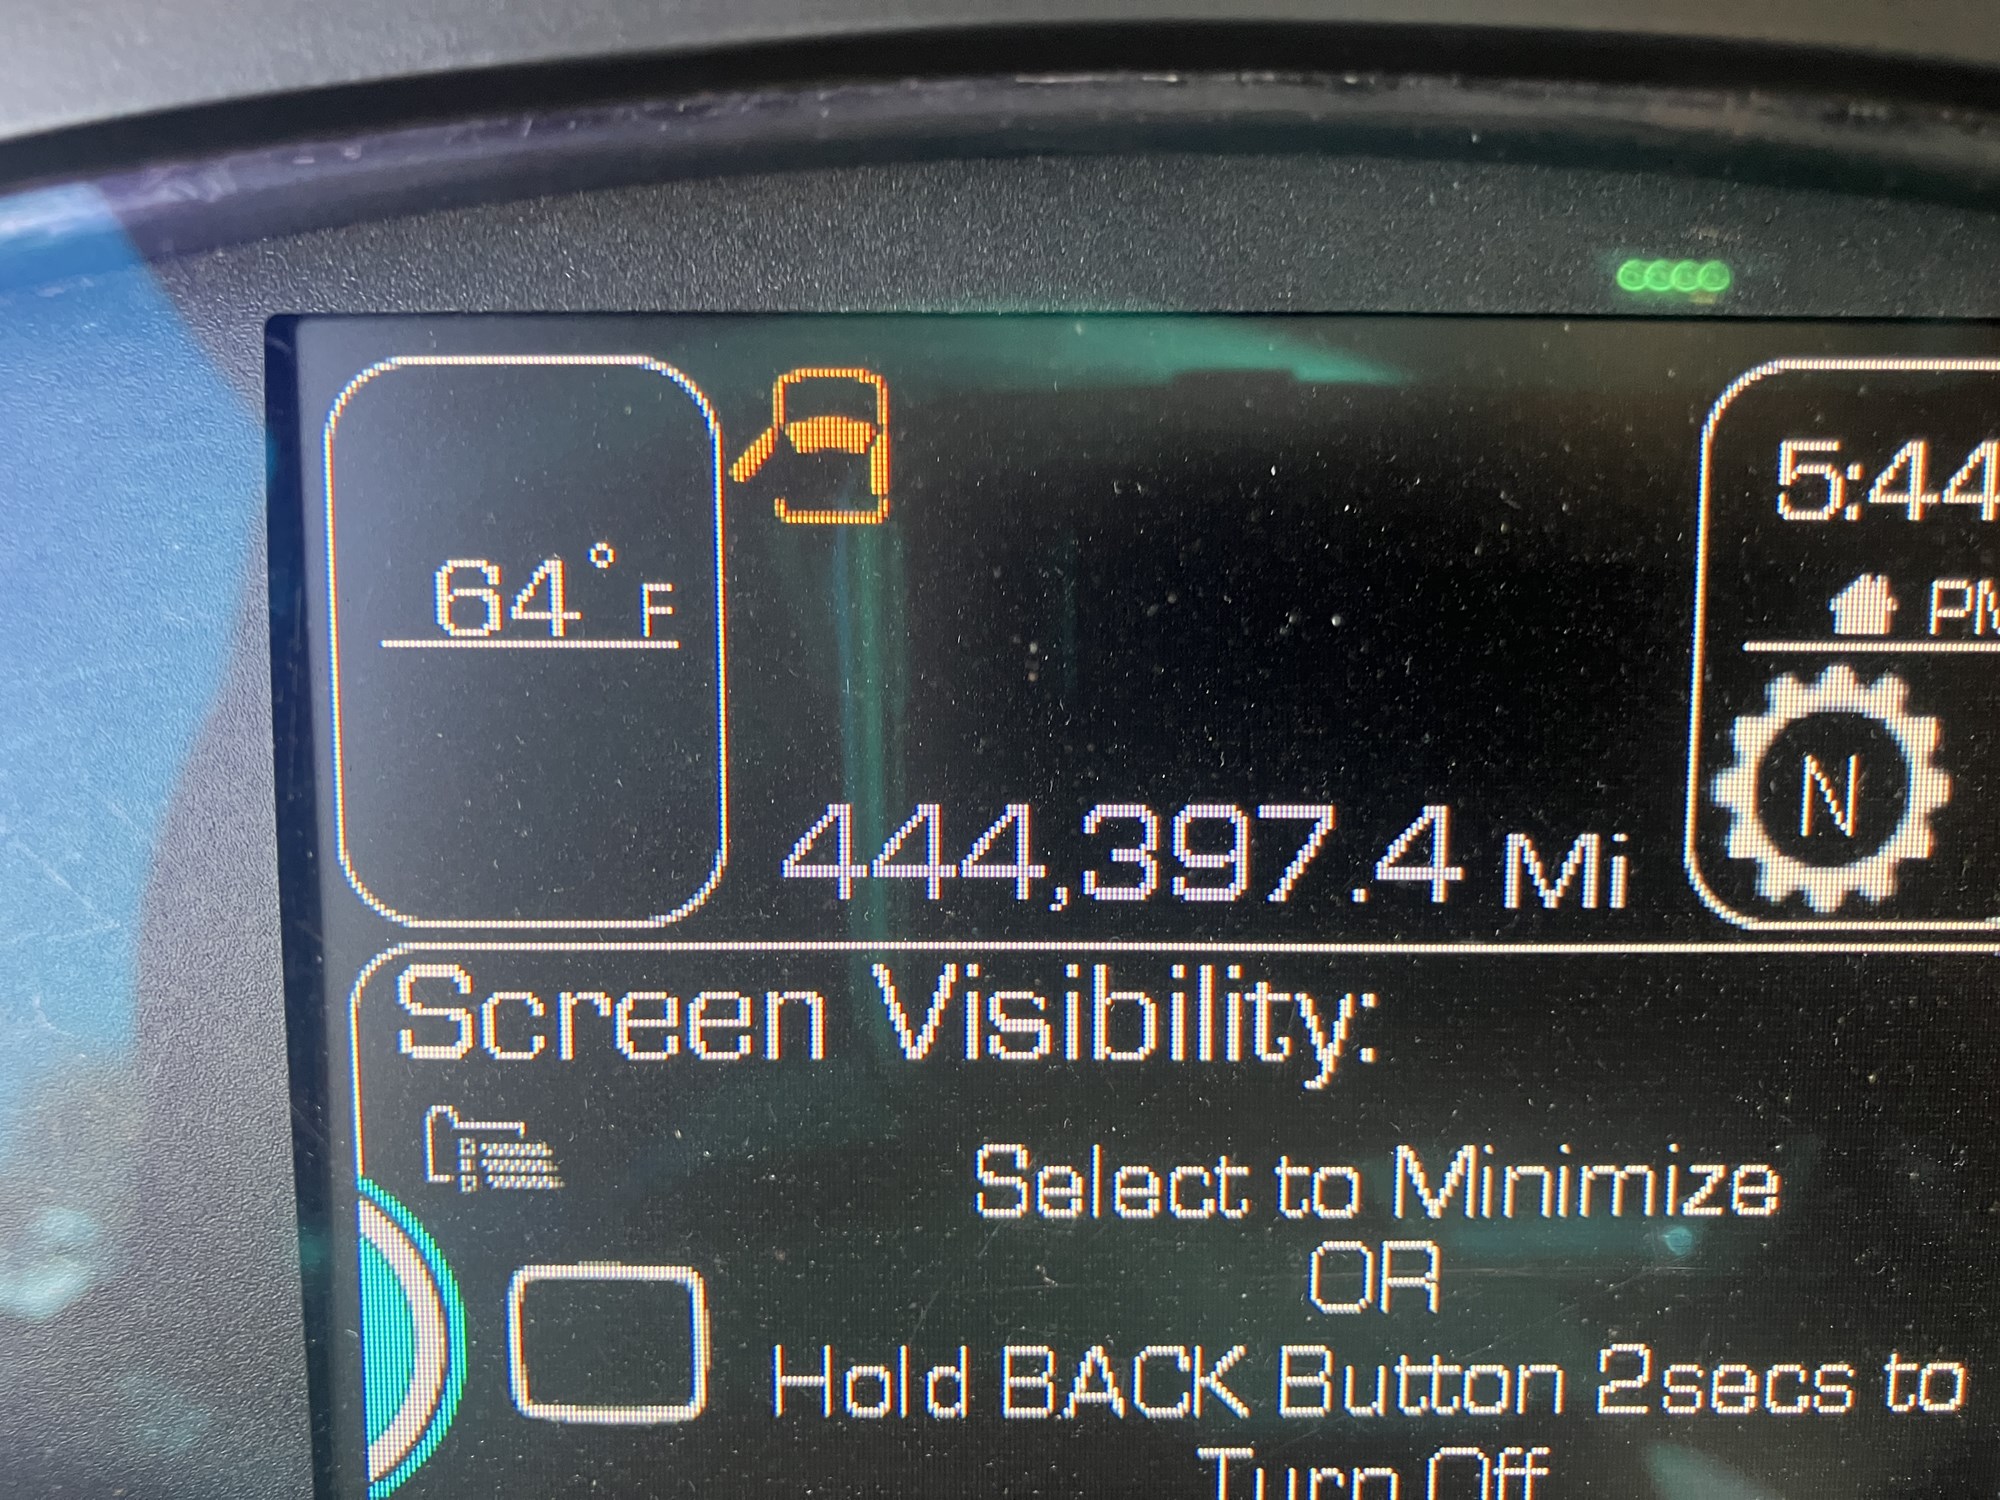 64° F
5:44
PM
N
444,397.4 Mi
Screen Visibility:
Select to Minimize
OR
Hold BACK Button 2secs to
Turn Off